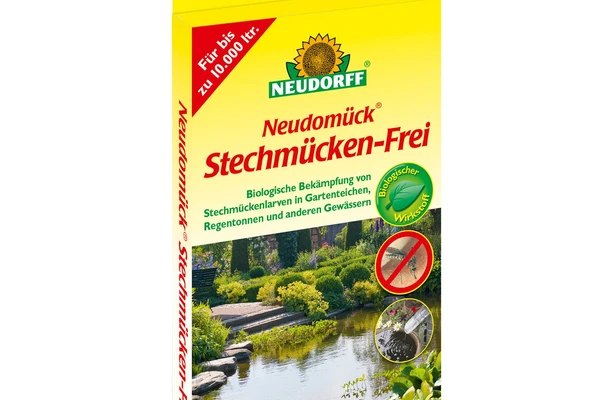 Für bis
zu 10.000 ltr.
NEUDORFF®
Neudomück®
Stechmücken-Frei
Biologische Bekämpfung von
Stechmückenlarven in Gartenteichen,
Regentonnen und anderen Gewässern
Biologischer
Wirkstoff
Neudomück® Stechmücken-F